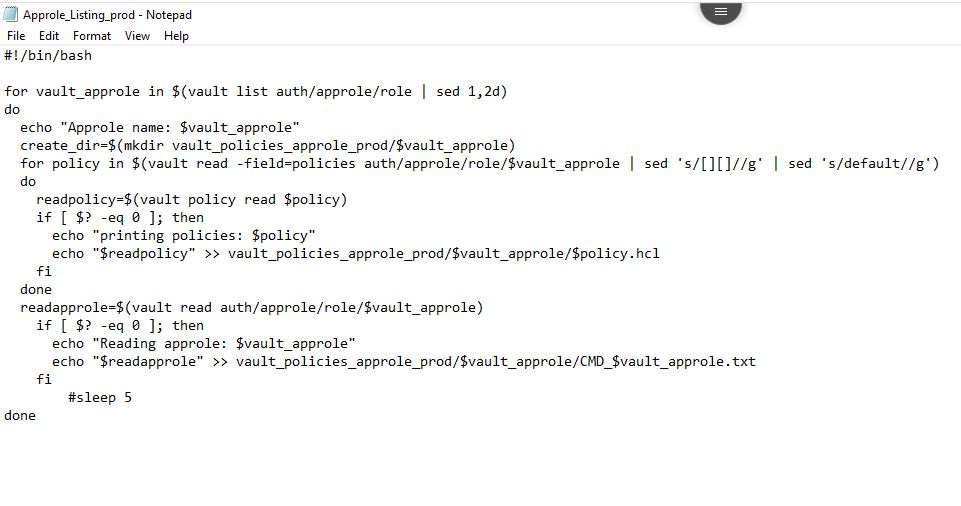 Approle_Listing_prod - Notepad
File Edit Format View Help
#!/bin/bash

for vault_approle in $(vault list auth/approle/role | sed 1,2d)
do
  echo "Approle name: $vault_approle"
  create_dir=$(mkdir vault_policies_approle_prod/$vault_approle)
  for policy in $(vault read -field=policies auth/approle/role/$vault_approle | sed 's/[][]//g' | sed 's/default//g')
  do
    readpolicy=$(vault policy read $policy)
    if [ $? -eq 0 ]; then
      echo "printing policies: $policy"
      echo "$readpolicy" >> vault_policies_approle_prod/$vault_approle/$policy.hcl
    fi
  done
  readapprole=$(vault read auth/approle/role/$vault_approle)
    if [ $? -eq 0 ]; then
      echo "Reading approle: $vault_approle"
      echo "$readapprole" >> vault_policies_approle_prod/$vault_approle/CMD_$vault_approle.txt
    fi
        #sleep 5
done